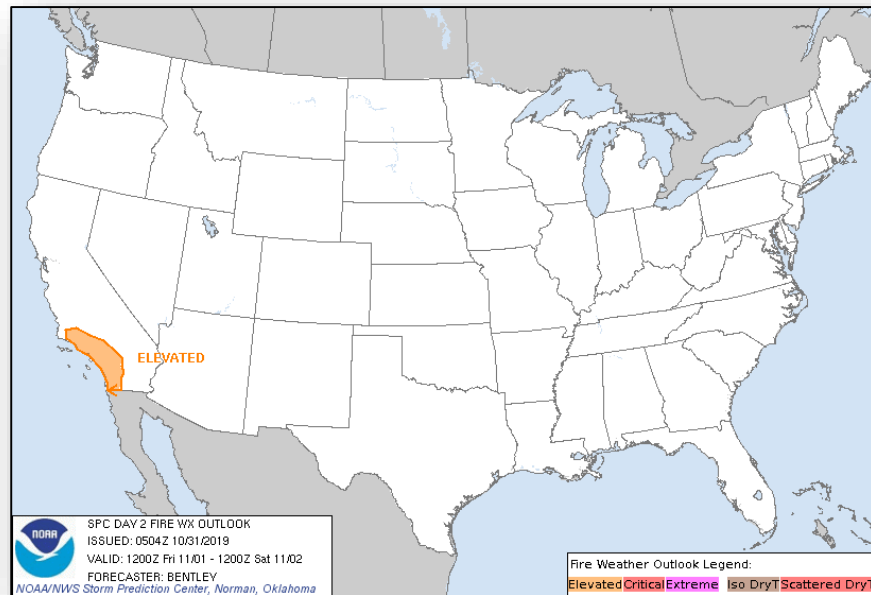 ELEVATED
NOAA
SPC DAY 2 FIRE WX OUTLOOK
ISSUED: 0504Z 10/31/2019
VALID: 1200Z Fri 11/01 - 1200Z Sat 11/02
FORECASTER: BENTLEY
NOAA/NWS Storm Prediction Center, Norman, Oklahoma
Fire Weather Outlook Legend:
Elevated Critical Extreme Iso DryT Scattered DryT